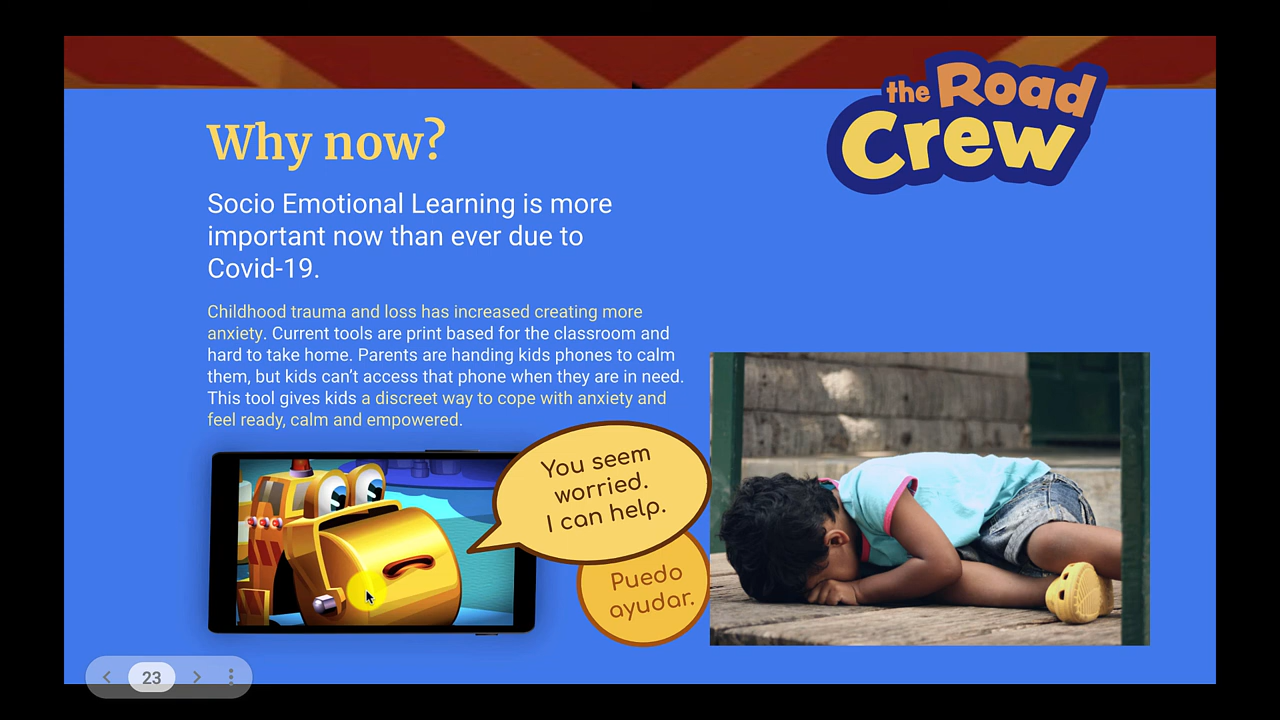 the Road
Crew
Why now?
Socio Emotional Learning is more
important now than ever due to
Covid-19.
Childhood trauma and loss has increased creating more
anxiety. Current tools are print based for the classroom and
hard to take home. Parents are handing kids phones to calm
them, but kids can’t access that phone when they are in need.
This tool gives kids a discreet way to cope with anxiety and
feel ready, calm and empowered.
You seem
worried.
I can help.
Puedo
ayudar.
23